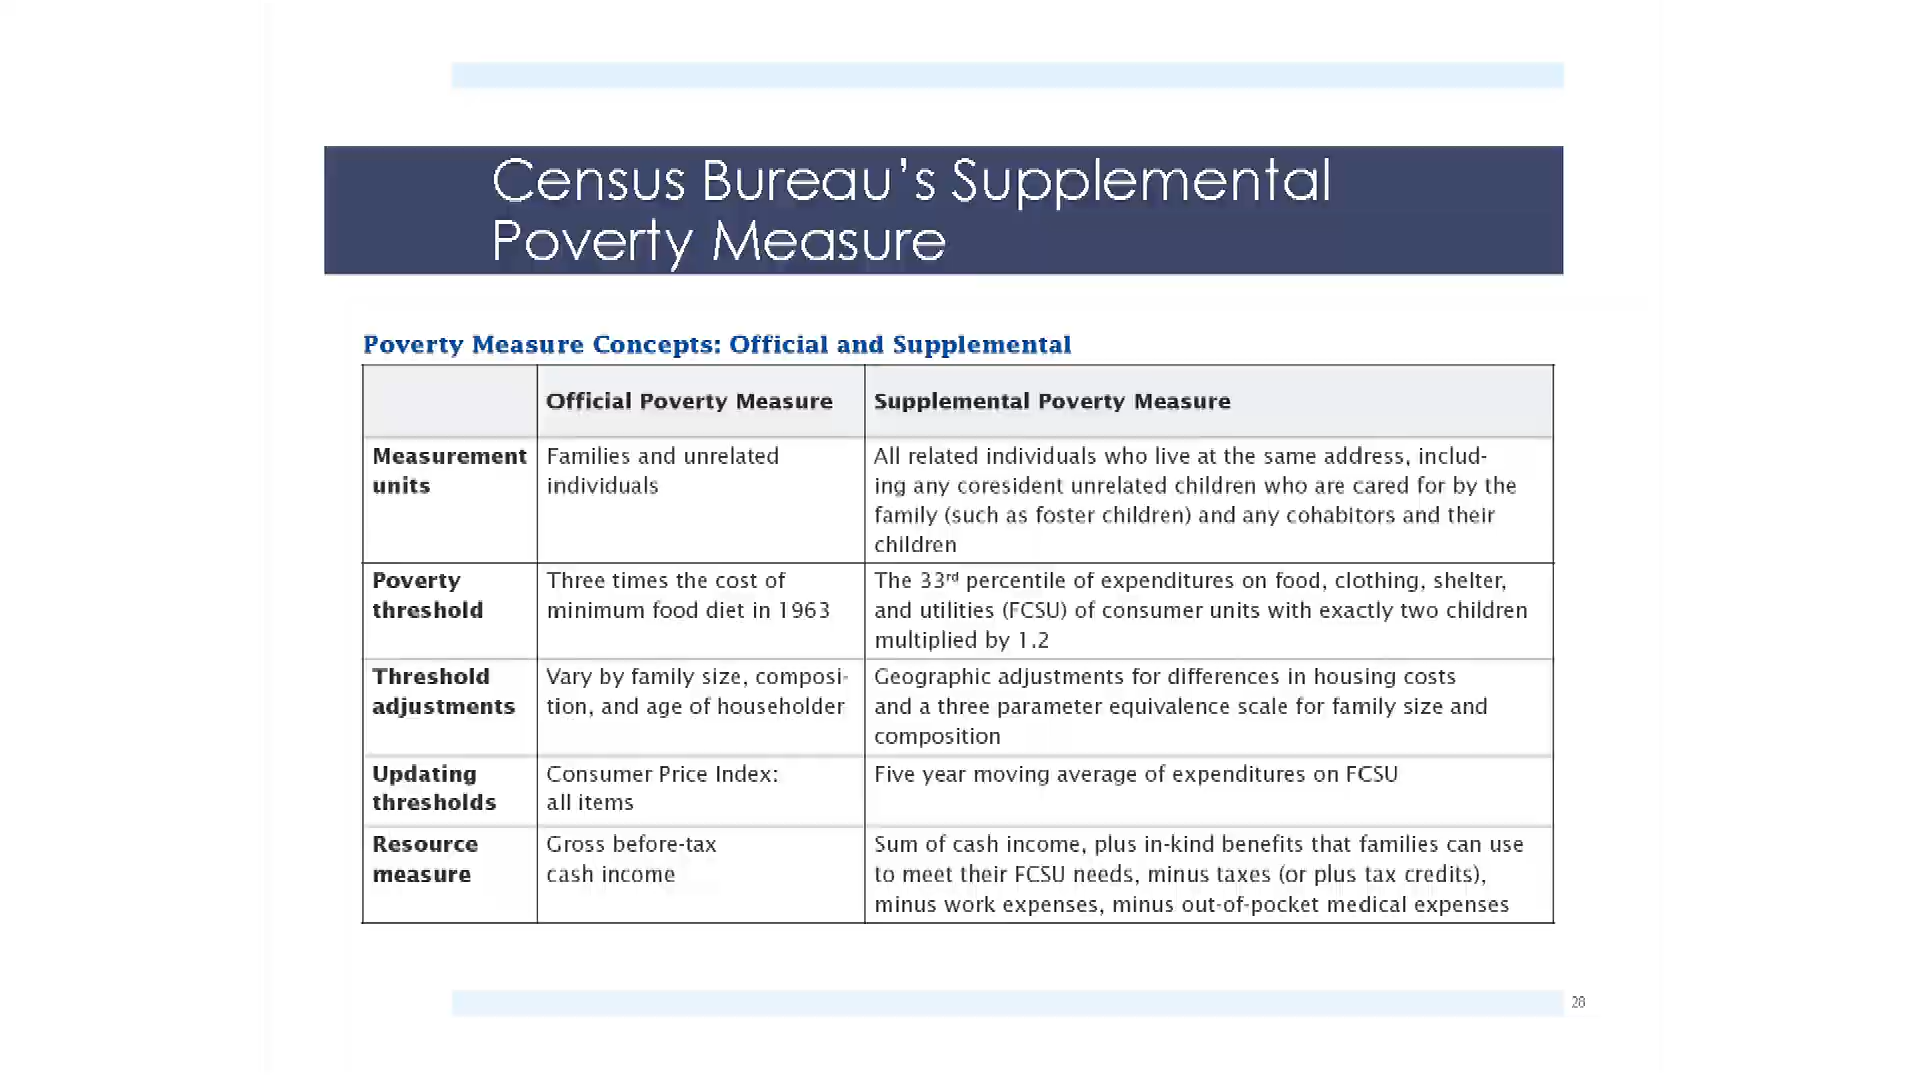 Census Bureau's Supplemental
Poverty Measure
Poverty Measure Concepts: Official and Supplemental
Official Poverty Measure
Supplemental Poverty Measure
Measurement
units
Families and unrelated
individuals
All related individuals who live at the same address, includ-
ing any coresident unrelated children who are cared for by the
family (such as foster children) and any cohabitors and their
children
Poverty
threshold
Three times the cost of
minimum food diet in 1963
The 33rd percentile of expenditures on food, clothing, shelter,
and utilities (FCSU) of consumer units with exactly two children
multiplied by 1.2
Threshold
adjustments
Vary by family size, composi-
tion, and age of householder
Geographic adjustments for differences in housing costs
and a three parameter equivalence scale for family size and
composition
Updating
thresholds
Consumer Price Index:
all items
Five year moving average of expenditures on FCSU
Resource
measure
Gross before-tax
cash income
Sum of cash income, plus in-kind benefits that families can use
to meet their FCSU needs, minus taxes (or plus tax credits),
minus work expenses, minus out-of-pocket medical expenses
28